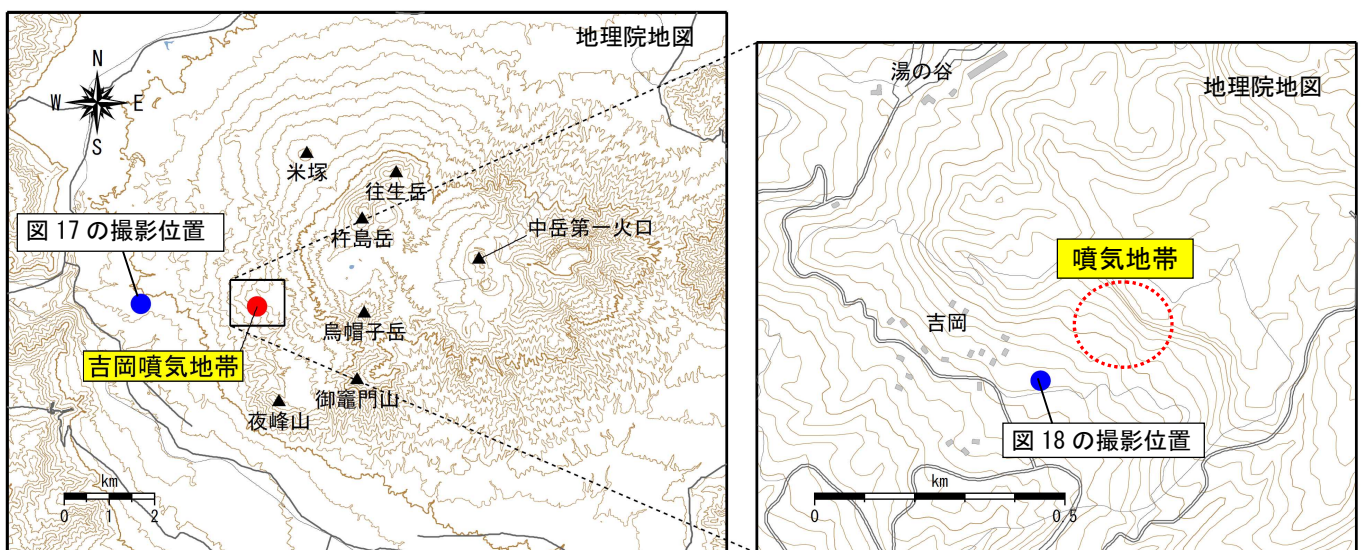 地理院地図
N
W
E
S
米塚
往生岳
図 17 の撮影位置
杵島岳
中岳第一火口
烏帽子岳
吉岡噴気地帯
御竈門山
夜峰山
km
0 1 2
湯の谷
地理院地図
噴気地帯
吉岡
図 18 の撮影位置
km
0 0.5